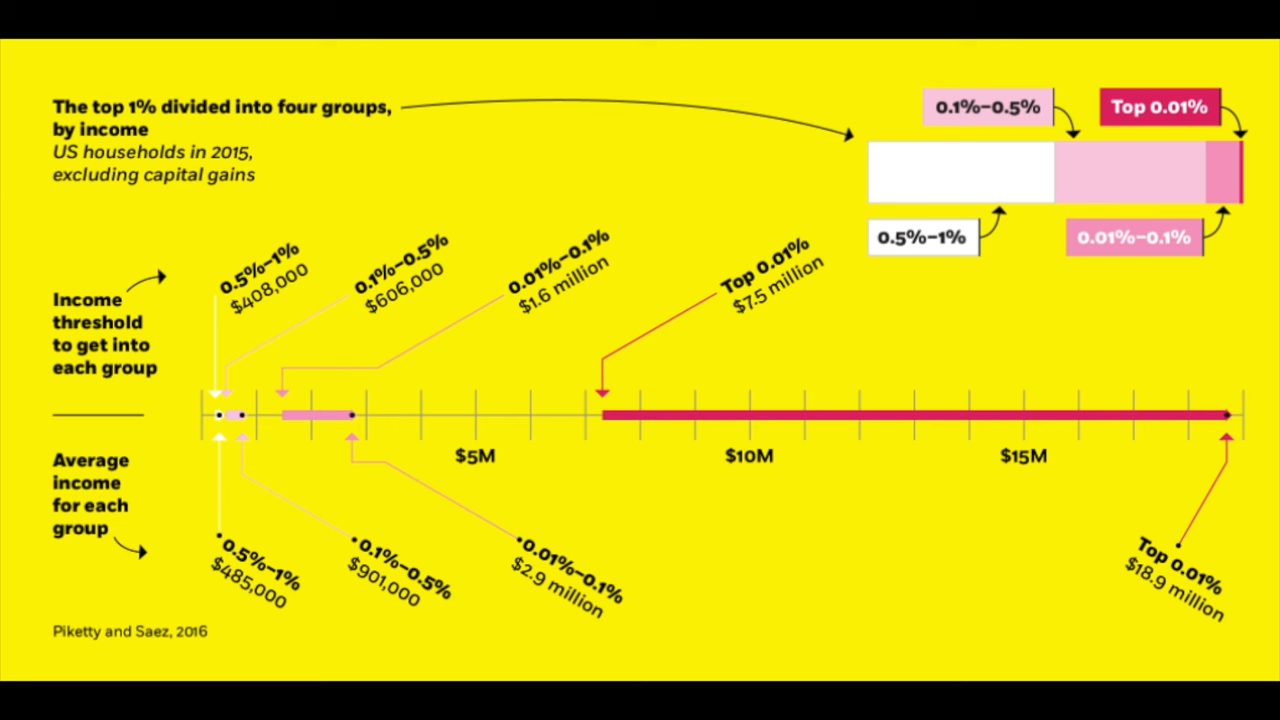 The top 1% divided into four groups,
by income
US households in 2015,
excluding capital gains
0.1%–0.5%
Top 0.01%
0.5%–1%
0.01%–0.1%
Income
threshold
to get into
each group
0.5%–1%
$408,000
0.1%–0.5%
$606,000
0.01%–0.1%
$1.6 million
Top 0.01%
$7.5 million
$5M
$10M
$15M
Average
income
for each
group
0.5%–1%
$485,000
0.1%–0.5%
$901,000
0.01%–0.1%
$2.9 million
Top 0.01%
$18.9 million
Piketty and Saez, 2016